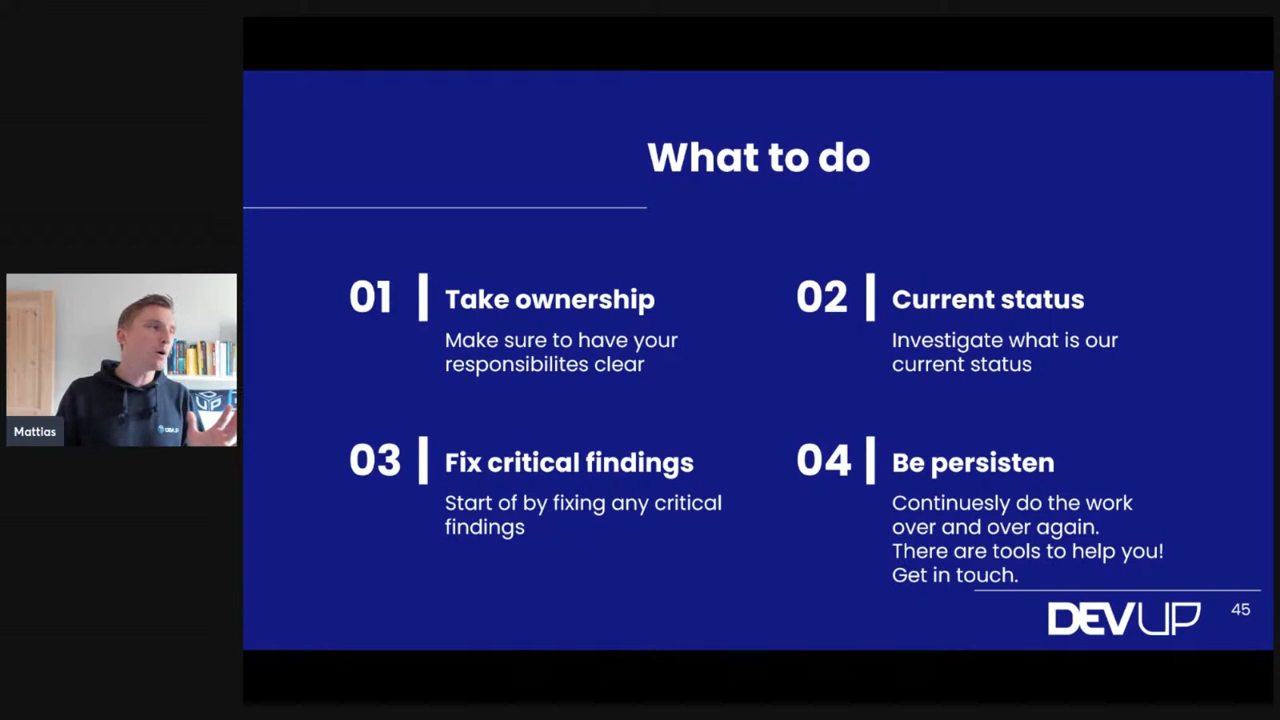 What to do
01
Take ownership
Make sure to have your
responsibilites clear
02
Current status
Investigate what is our
current status
03
Fix critical findings
Start of by fixing any critical
findings
04
Be persisten
Continuesly do the work
over and over again.
There are tools to help you!
Get in touch.
DEVUP
45
Mattias